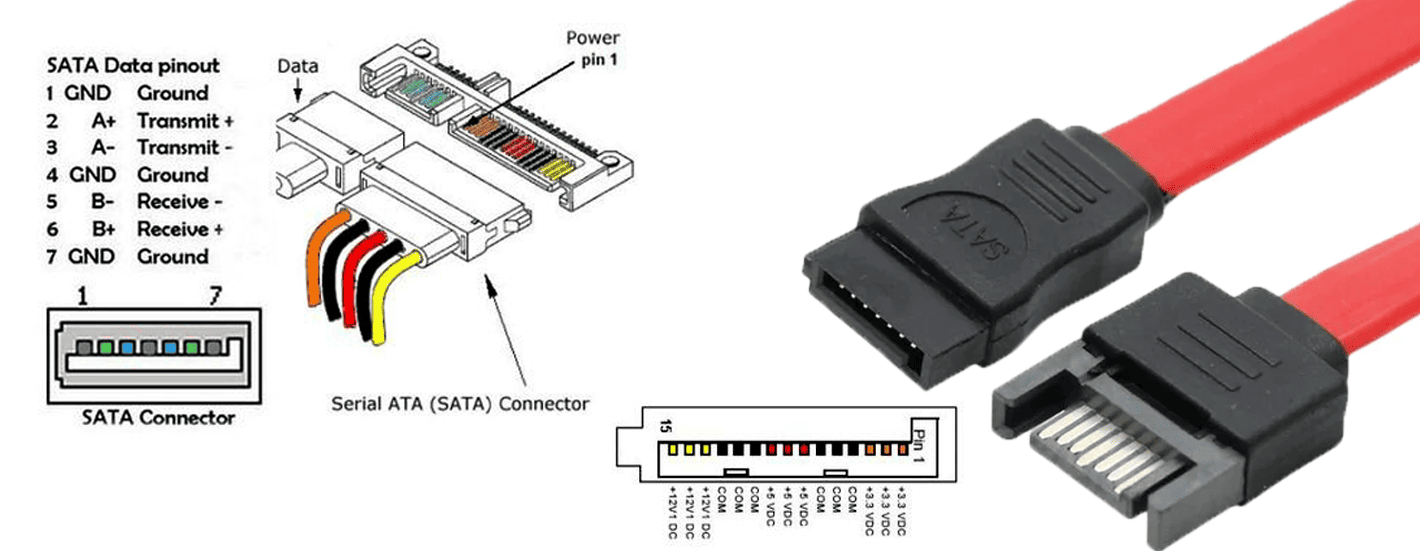 SATA Data pinout
1 GND Ground
2 A+ Transmit +
3 A- Transmit -
4 GND Ground
5 B- Receive -
6 B+ Receive +
7 GND Ground
1 7
SATA Connector
Data
Power
pin 1
Serial ATA (SATA) Connector
15
Pin 1
+12V1 DC
+12V1 DC
+12V1 DC
COM
COM
COM
+5 VDC
+5 VDC
+5 VDC
COM
COM
COM
+3.3 VDC
+3.3 VDC
+3.3 VDC
SATA